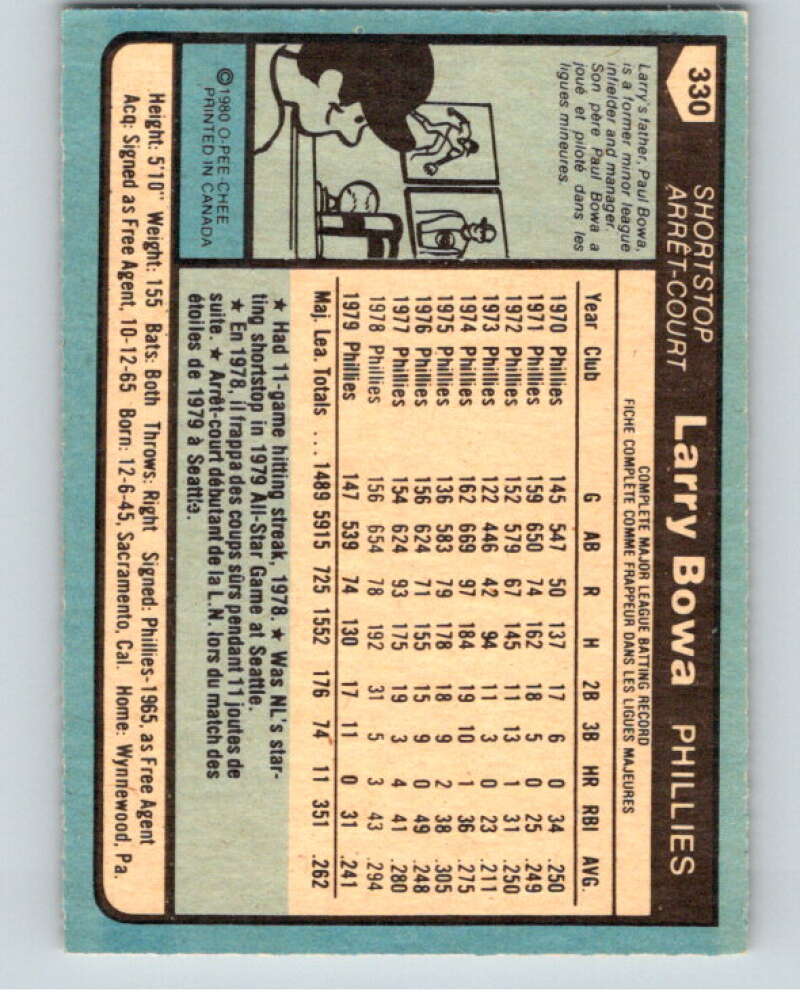 330
SHORTSTOP
ARRÊT-COURT
Larry Bowa PHILLIES
Larry's father, Paul Bowa,
is a former minor league
infielder and manager.
Son père Paul Bowa a
joué et piloté dans les
ligues mineures.
©1980 O-PEE CHEE
PRINTED IN CANADA
COMPLETE MAJOR LEAGUE BATTING RECORD
FICHE COMPLETE COMME FRAPPEUR DANS LES LIGUES MAJEURES
Year Club G AB R H 2B 3B HR RBI AVG.
1970 Phillies 145 547 50 137 17 6 0 34 .250
1971 Phillies 159 650 74 162 18 5 0 25 .249
1972 Phillies 152 579 67 145 11 13 1 31 .250
1973 Phillies 122 446 42 94 11 3 0 23 .211
1974 Phillies 162 669 97 184 19 10 1 36 .275
1975 Phillies 136 583 79 178 18 9 2 38 .305
1976 Phillies 156 624 71 155 15 9 0 49 .248
1977 Phillies 154 624 93 175 19 3 4 41 .280
1978 Phillies 156 654 78 192 31 5 3 43 .294
1979 Phillies 147 539 74 130 17 11 0 31 .241
Maj. Lea. Totals ... 1489 5915 725 1552 176 74 11 351 .262
★ Had 11-game hitting streak, 1978. ★ Was NL's star-
ting shortstop in 1979 All-Star Game at Seattle.
★ En 1978, il frappa des coups sûrs pendant 11 joutes de
suite. ★ Arrêt-court débutant de la L.N. lors du match des
étoiles de 1979 à Seattle.
Height: 5'10" Weight: 155 Bats: Both Throws: Right Signed: Phillies-1965, as Free Agent
Acq: Signed as Free Agent, 10-12-65 Born: 12-6-45, Sacramento, Cal. Home: Wynnewood, Pa.